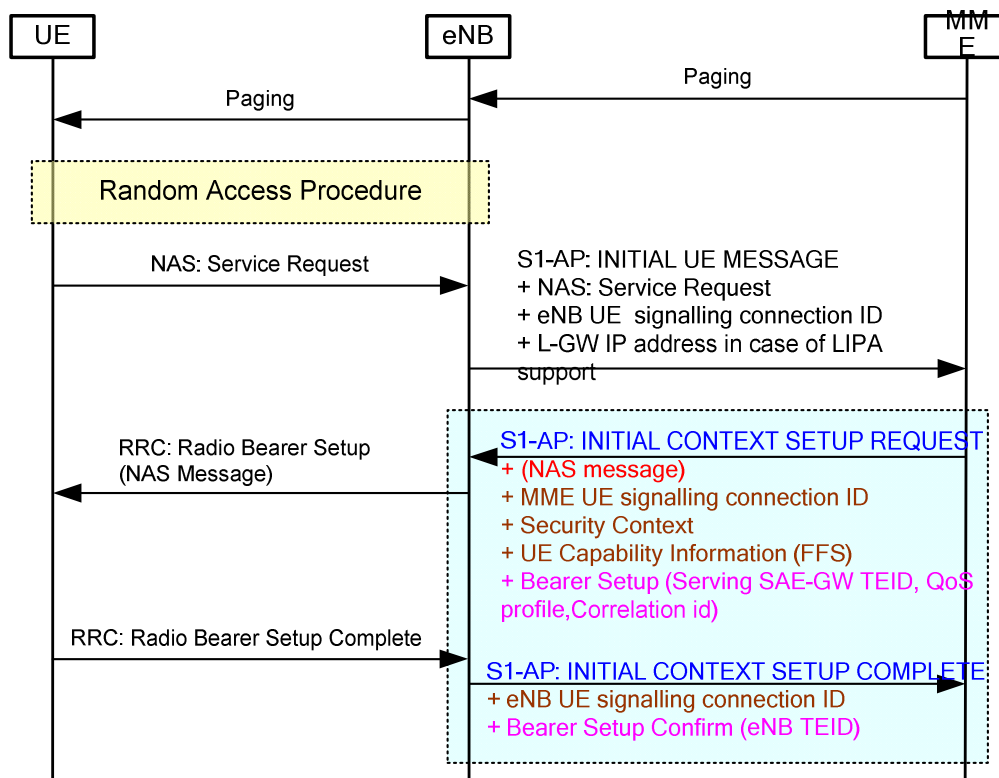 UE
eNB
MM
E
Paging
Paging
Random Access Procedure
NAS: Service Request
S1-AP: INITIAL UE MESSAGE
+ NAS: Service Request
+ eNB UE signalling connection ID
+ L-GW IP address in case of LIPA
support
RRC: Radio Bearer Setup
(NAS Message)
S1-AP: INITIAL CONTEXT SETUP REQUEST
+ (NAS message)
+ MME UE signalling connection ID
+ Security Context
+ UE Capability Information (FFS)
+ Bearer Setup (Serving SAE-GW TEID, QoS
profile,Correlation id)
RRC: Radio Bearer Setup Complete
S1-AP: INITIAL CONTEXT SETUP COMPLETE
+ eNB UE signalling connection ID
+ Bearer Setup Confirm (eNB TEID)